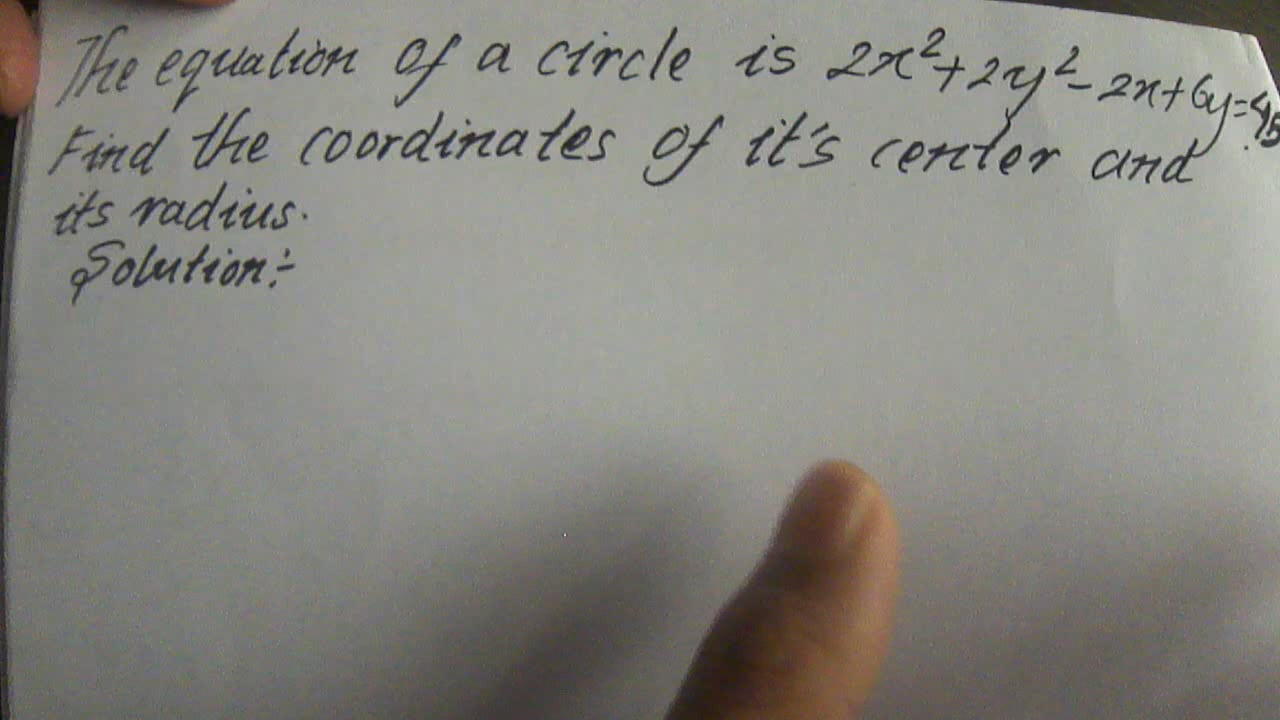 The equation of a circle is 2x²+2y²-2x+6y=45.
Find the coordinates of it's center and
its radius.
Solution:-